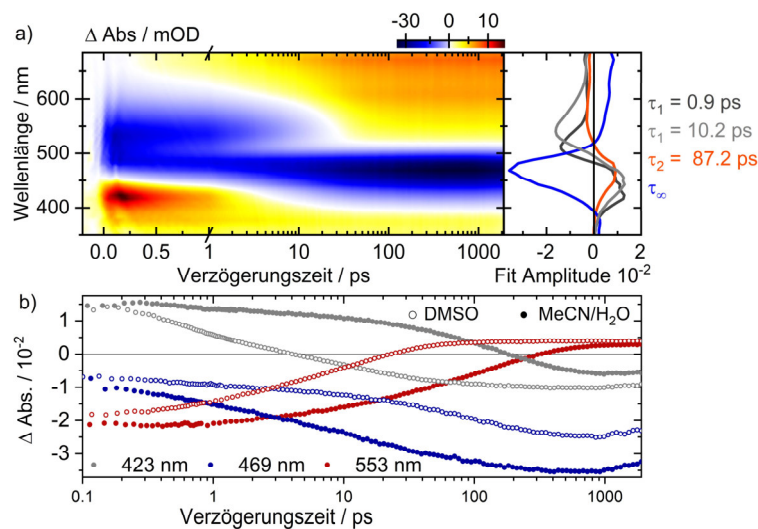 a) Δ Abs / mOD
-30 0 10
Wellenlänge / nm
600
500
400
0.0 0.5 1 10 100 1000
Verzögerungszeit / ps
-2 0 2
Fit Amplitude 10-2
τ1 = 0.9 ps
τ1 = 10.2 ps
τ2 = 87.2 ps
τ∞
b)
Δ Abs. / 10-2
1
0
-1
-2
-3
DMSO MeCN/H2O
423 nm 469 nm 553 nm
0.1 1 10 100 1000
Verzögerungszeit / ps